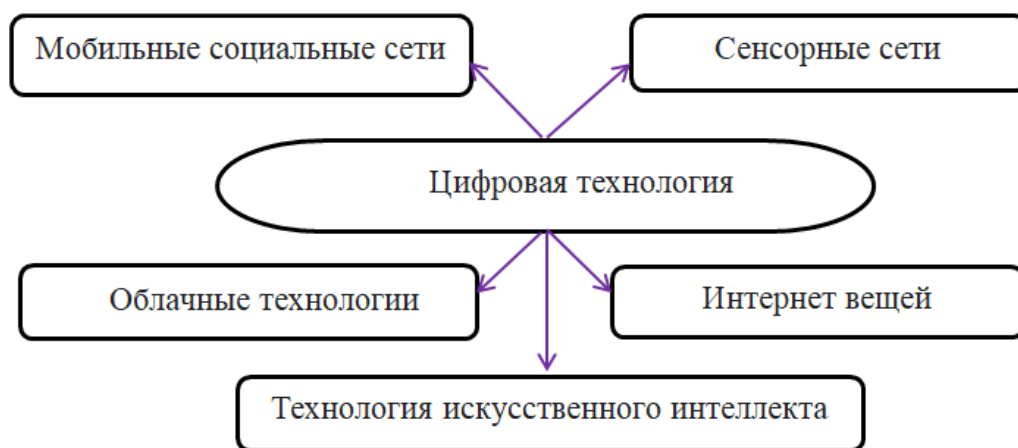 Мобильные социальные сети
Сенсорные сети
Цифровая технология
Облачные технологии
Интернет вещей
Технология искусственного интеллекта